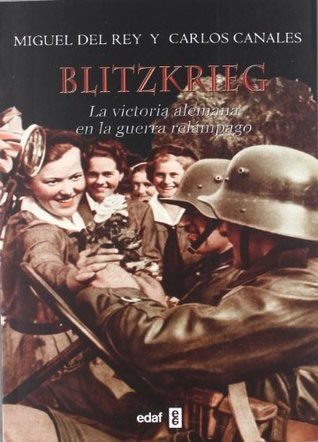 MIGUEL DEL REY Y CARLOS CANALES
BLITZKRIEG
La victoria alemana
en la guerra relámpago
edaf